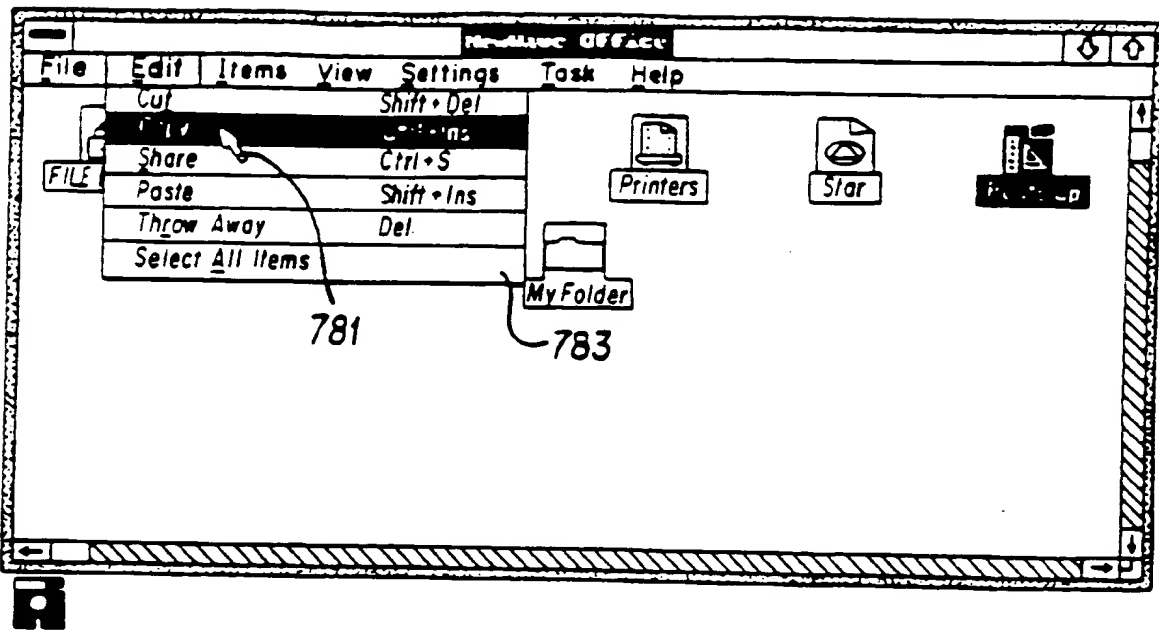 Office
File Edit Items View Settings Task Help
Cut Shift+Del
Share Ctrl+S
Paste Shift+Ins
Throw Away Del
Select All Items
FILE
Printers
Star
My Folder
781
783